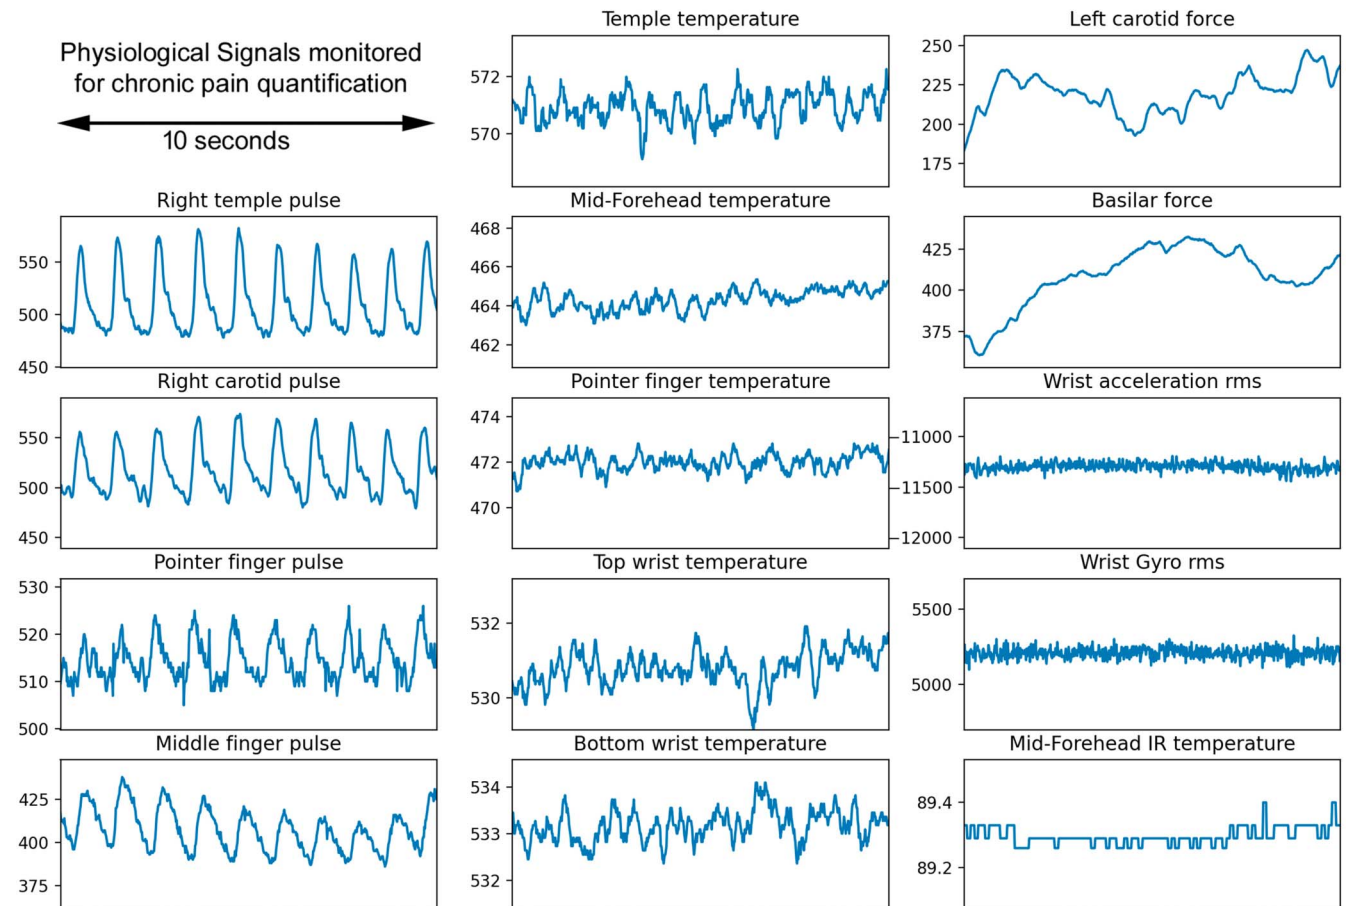 Physiological Signals monitored
for chronic pain quantification
10 seconds
Right temple pulse
550
500
450
Right carotid pulse
550
500
450
Pointer finger pulse
530
520
510
500
Middle finger pulse
425
400
375
Temple temperature
572
570
Mid-Forehead temperature
468
466
464
462
Pointer finger temperature
474
472
470
Top wrist temperature
532
530
Bottom wrist temperature
534
533
532
Left carotid force
250
225
200
175
Basilar force
425
400
375
Wrist acceleration rms
−11000
−11500
−12000
Wrist Gyro rms
5500
5000
Mid-Forehead IR temperature
89.4
89.2